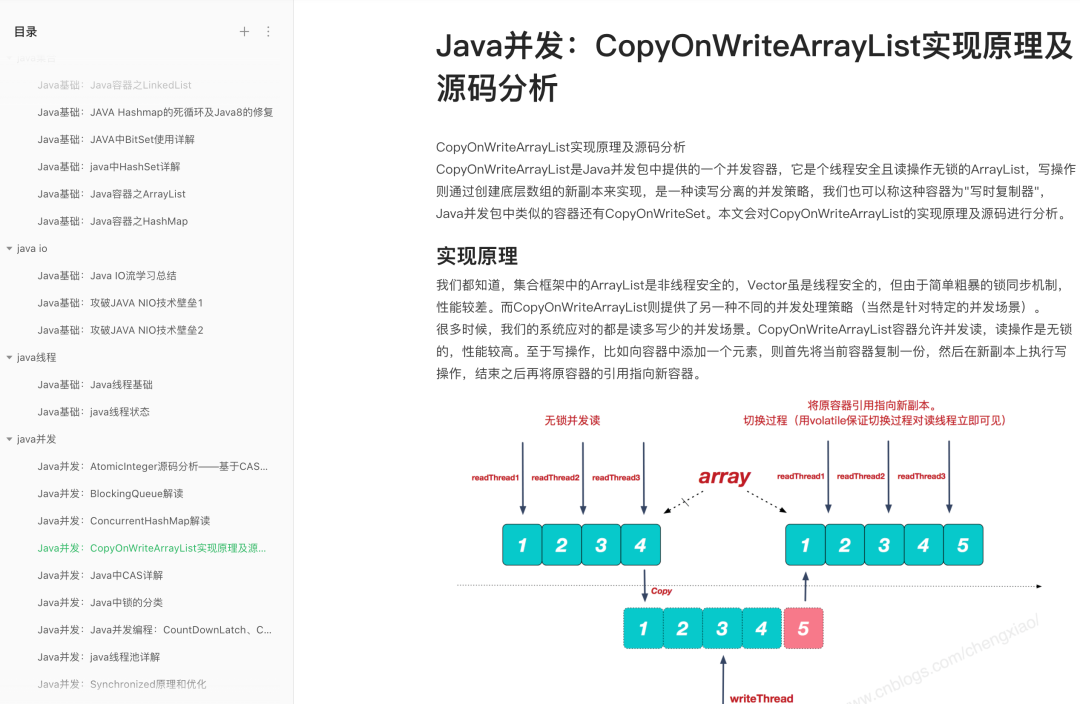 目录
Java基础：Java容器之LinkedList
Java基础：JAVA Hashmap的死循环及Java8的修复
Java基础：JAVA中BitSet使用详解
Java基础：java中HashSet详解
Java基础：Java容器之ArrayList
Java基础：Java容器之HashMap
java io
Java基础：Java IO流学习总结
Java基础：攻破JAVA NIO技术壁垒1
Java基础：攻破JAVA NIO技术壁垒2
java线程
Java基础：Java线程基础
Java基础：java线程状态
java并发
Java并发：AtomicInteger源码分析——基于CAS...
Java并发：BlockingQueue解读
Java并发：ConcurrentHashMap解读
Java并发：CopyOnWriteArrayList实现原理及源...
Java并发：Java中CAS详解
Java并发：Java中锁的分类
Java并发：Java并发编程：CountDownLatch、C...
Java并发：java线程池详解
Java并发：Synchronized原理和优化
Java并发：CopyOnWriteArrayList实现原理及
源码分析
CopyOnWriteArrayList实现原理及源码分析
CopyOnWriteArrayList是Java并发包中提供的一个并发容器，它是个线程安全且读操作无锁的ArrayList，写操作
则通过创建底层数组的新副本来实现，是一种读写分离的并发策略，我们也可以称这种容器为"写时复制器"，
Java并发包中类似的容器还有CopyOnWriteSet。本文会对CopyOnWriteArrayList的实现原理及源码进行分析。
实现原理
我们都知道，集合框架中的ArrayList是非线程安全的，Vector虽是线程安全的，但由于简单粗暴的锁同步机制，
性能较差。而CopyOnWriteArrayList则提供了另一种不同的并发处理策略（当然是针对特定的并发场景）。
很多时候，我们的系统应对的都是读多写少的并发场景。CopyOnWriteArrayList容器允许并发读，读操作是无锁
的，性能较高。至于写操作，比如向容器中添加一个元素，则首先将当前容器复制一份，然后在新副本上执行写
操作，结束之后再将原容器的引用指向新容器。
将原容器引用指向新副本。
无锁并发读
切换过程（用volatile保证切换过程对读线程立即可见）
readThread1 readThread2 readThread3
array
readThread1 readThread2 readThread3
1 2 3 4
1 2 3 4 5
Copy
1 2 3 4 5
writeThread
www.cnblogs.com/chengxiao/